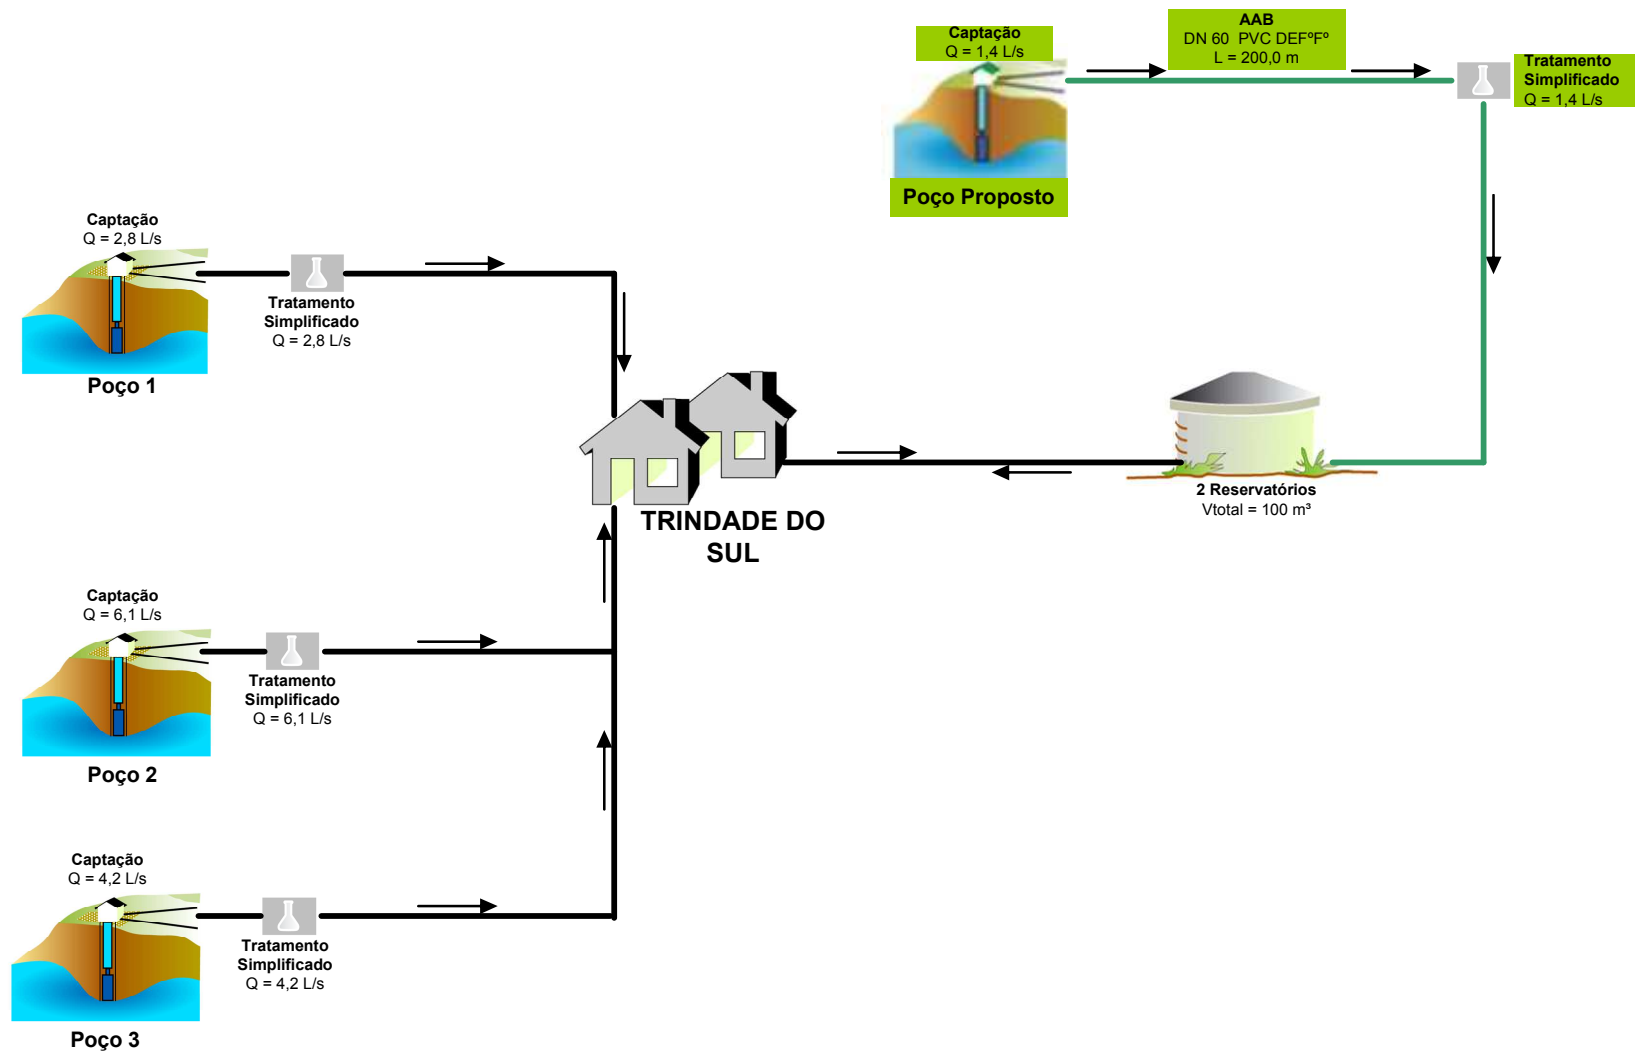 Captação
Q = 1,4 L/s
AAB
DN 60  PVC DEFºFº
L = 200,0 m
Tratamento
Simplificado
Q = 1,4 L/s
Poço Proposto
Captação
Q = 2,8 L/s
Tratamento
Simplificado
Q = 2,8 L/s
Poço 1
2 Reservatórios
Vtotal = 100 m³
TRINDADE DO
SUL
Captação
Q = 6,1 L/s
Tratamento
Simplificado
Q = 6,1 L/s
Poço 2
Captação
Q = 4,2 L/s
Tratamento
Simplificado
Q = 4,2 L/s
Poço 3